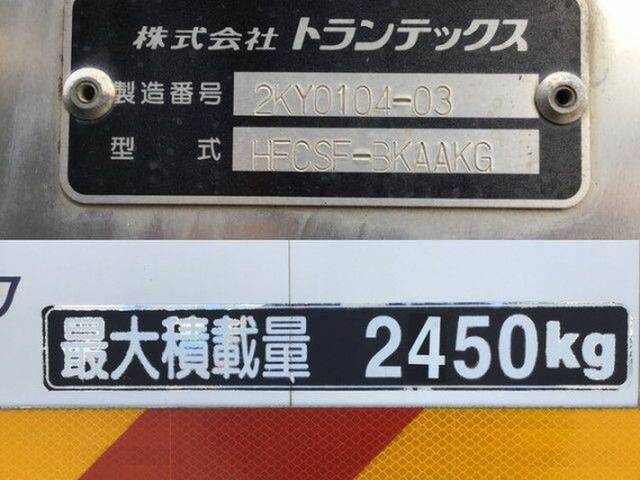 株式会社 トランテックス
製造番号 2KY0104-03
型式 HFCSF-BKAAKG
最大積載量 2450kg